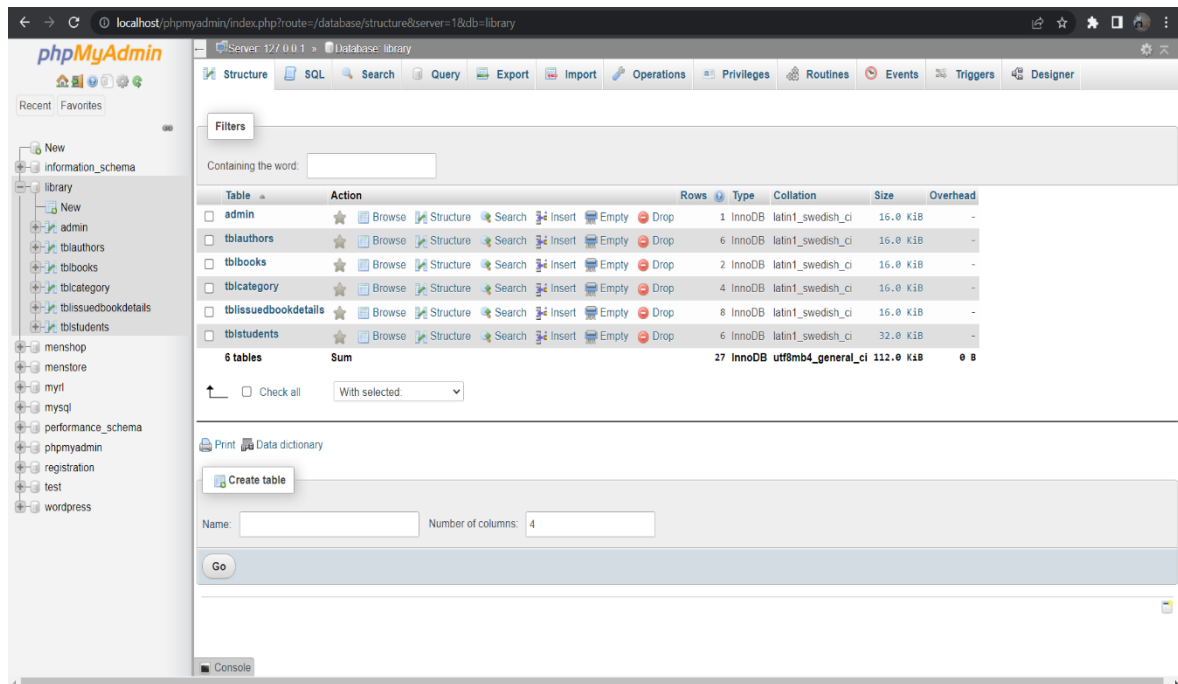 localhost/phpmyadmin/index.php?route=/database/structure&server=1&db=library
phpMyAdmin
Recent Favorites
New
information_schema
library
New
admin
tblauthors
tblbooks
tblcategory
tblissuedbookdetails
tblstudents
menshop
menstore
myrl
mysql
performance_schema
phpmyadmin
registration
test
wordpress
Server: 127.0.0.1 » Database: library
Structure SQL Search Query Export Import Operations Privileges Routines Events Triggers Designer
Filters
Containing the word:
Table Action Rows Type Collation Size Overhead
admin Browse Structure Search Insert Empty Drop 1 InnoDB latin1_swedish_ci 16.0 KiB -
tblauthors Browse Structure Search Insert Empty Drop 6 InnoDB latin1_swedish_ci 16.0 KiB -
tblbooks Browse Structure Search Insert Empty Drop 2 InnoDB latin1_swedish_ci 16.0 KiB -
tblcategory Browse Structure Search Insert Empty Drop 4 InnoDB latin1_swedish_ci 16.0 KiB -
tblissuedbookdetails Browse Structure Search Insert Empty Drop 8 InnoDB latin1_swedish_ci 16.0 KiB -
tblstudents Browse Structure Search Insert Empty Drop 6 InnoDB latin1_swedish_ci 32.0 KiB -
6 tables Sum 27 InnoDB utf8mb4_general_ci 112.0 KiB 0 B
Check all With selected:
Print Data dictionary
Create table
Name: Number of columns: 4
Go
Console